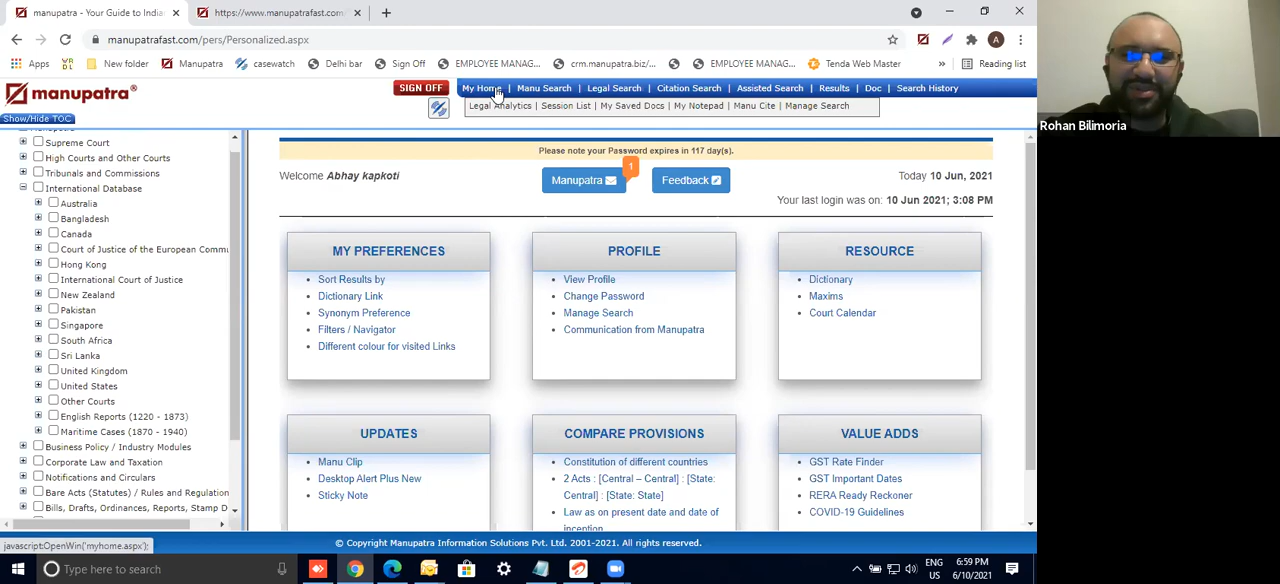 manupatra - Your Guide to India
https://www.manupatrafast.com/
manupatrafast.com/pers/Personalized.aspx
A
Apps
New folder
Manupatra
casewatch
Sign Off
Delhi bar
EMPLOYEE MANAG...
crm.manupatra.biz/...
EMPLOYEE MANAG...
Tenda Web Master
»
Reading list
manupatra®
SIGN OFF
My Home | Manu Search | Legal Search | Citation Search | Assisted Search | Results | Doc | Search History
Legal Analytics | Session List | My Saved Docs | My Notepad | Manu Cite | Manage Search
Show/Hide TOC
Supreme Court
High Courts and Other Courts
Tribunals and Commissions
International Database
Australia
Bangladesh
Canada
Court of Justice of the European Commu
Hong Kong
International Court of Justice
New Zealand
Pakistan
Singapore
South Africa
Sri Lanka
United Kingdom
United States
Other Courts
English Reports (1220 - 1873)
Maritime Cases (1870 - 1940)
Business Policy / Industry Modules
Corporate Law and Taxation
Notifications and Circulars
Bare Acts (Statutes) / Rules and Regulation
Bills, Drafts, Ordinances, Reports, Stamp D
Please note your Password expires in 117 day(s).
Welcome Abhay kapkoti
Manupatra
1
Feedback
Today 10 Jun, 2021
Your last login was on: 10 Jun 2021; 3:08 PM
MY PREFERENCES
Sort Results by
Dictionary Link
Synonym Preference
Filters / Navigator
Different colour for visited Links
PROFILE
View Profile
Change Password
Manage Search
Communication from Manupatra
RESOURCE
Dictionary
Maxims
Court Calendar
UPDATES
Manu Clip
Desktop Alert Plus New
Sticky Note
COMPARE PROVISIONS
Constitution of different countries
2 Acts : [Central – Central] : [State:
Central] : [State: State]
Law as on present date and date of
inception
VALUE ADDS
GST Rate Finder
GST Important Dates
RERA Ready Reckoner
COVID-19 Guidelines
javascript:OpenWin('myhome.aspx');
© Copyright Manupatra Information Solutions Pvt. Ltd. 2001-2021. All rights reserved.
Type here to search
ENG
US
6:59 PM
6/10/2021
Rohan Bilimoria